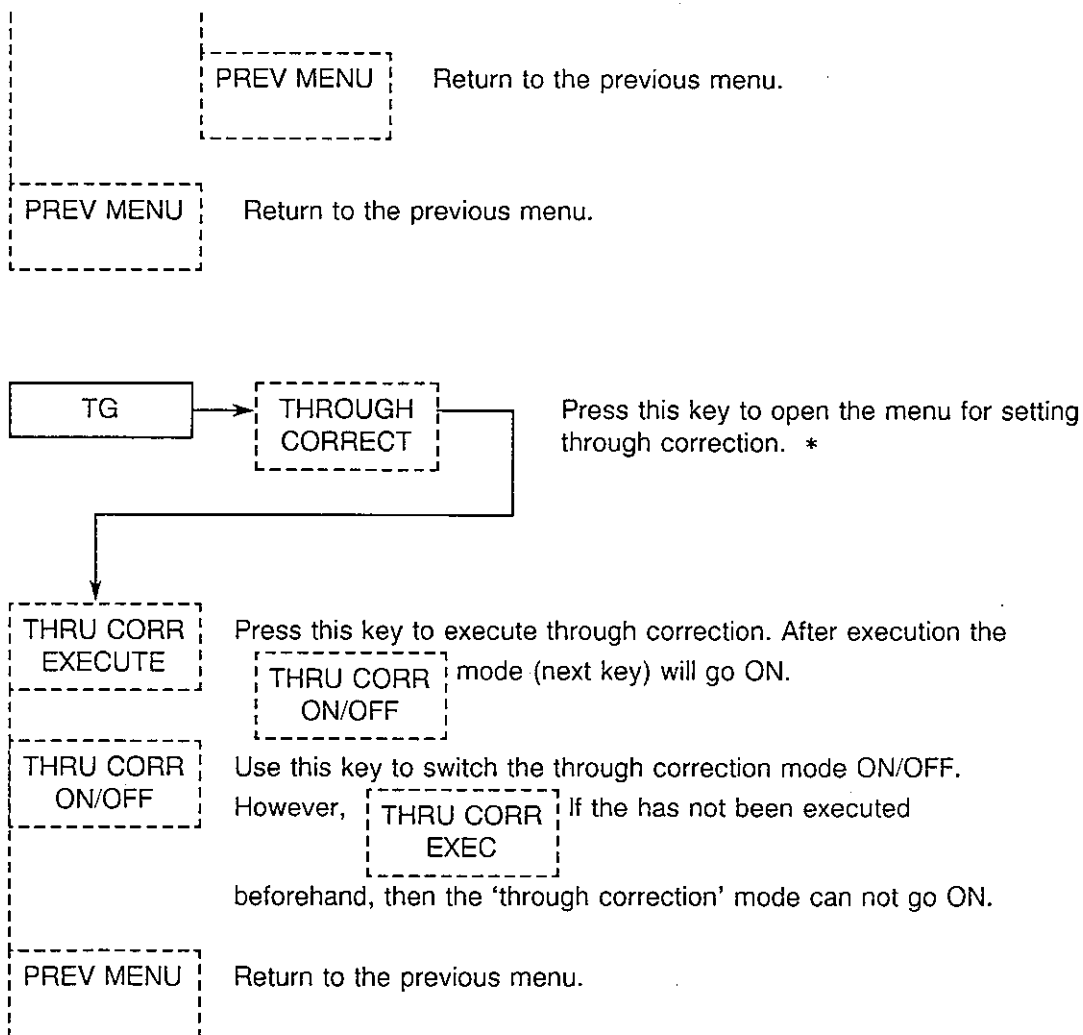 PREV MENU Return to the previous menu.
PREV MENU Return to the previous menu.
TG THROUGH CORRECT Press this key to open the menu for setting
through correction. *
THRU CORR EXECUTE Press this key to execute through correction. After execution the
THRU CORR ON/OFF mode (next key) will go ON.
THRU CORR ON/OFF Use this key to switch the through correction mode ON/OFF.
However, THRU CORR EXEC If the has not been executed
beforehand, then the ‘through correction’ mode can not go ON.
PREV MENU Return to the previous menu.